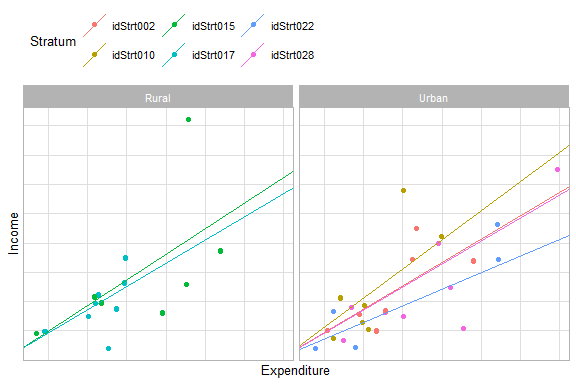 Stratum
idStrt002 idStrt015 idStrt022
idStrt010 idStrt017 idStrt028
Rural Urban
Income
Expenditure